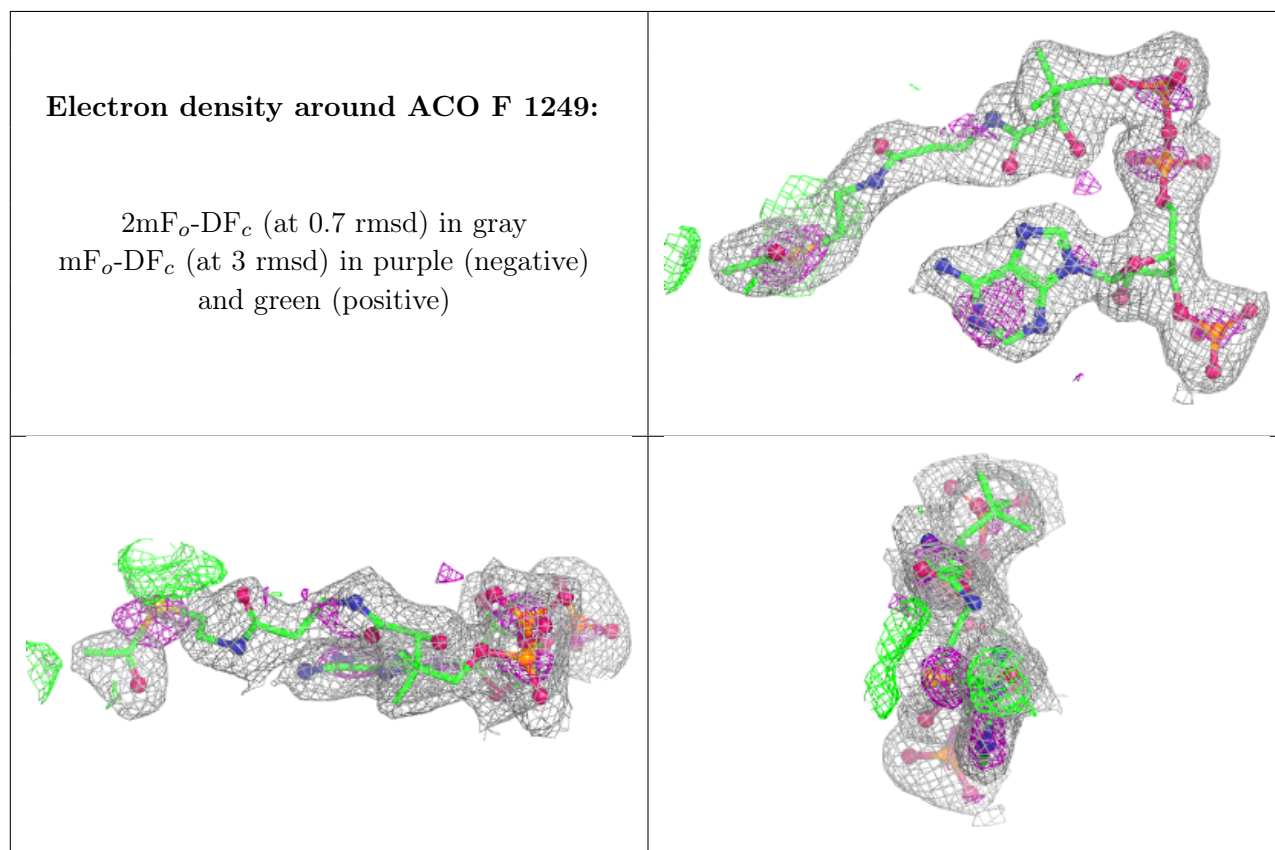 Electron density around ACO F 1249:
2mFo-DFc (at 0.7 rmsd) in gray
mFo-DFc (at 3 rmsd) in purple (negative)
and green (positive)